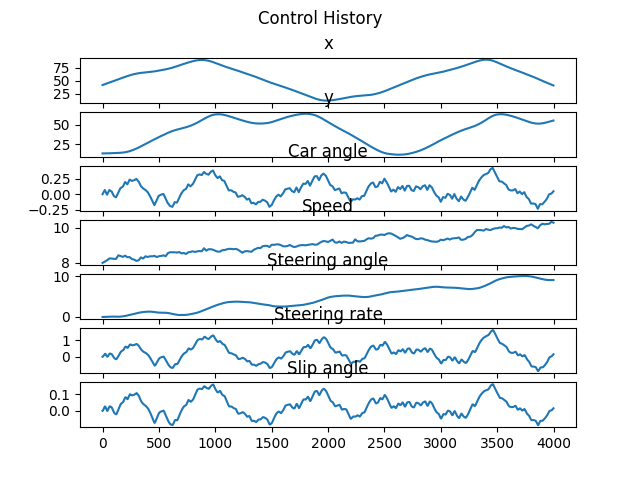 Control History
x
75
50
25
y
50
25
Car angle
0.25
0.00
−0.25
Speed
10
8
Steering angle
10
0
Steering rate
1
0
Slip angle
0.1
0.0
0 500 1000 1500 2000 2500 3000 3500 4000